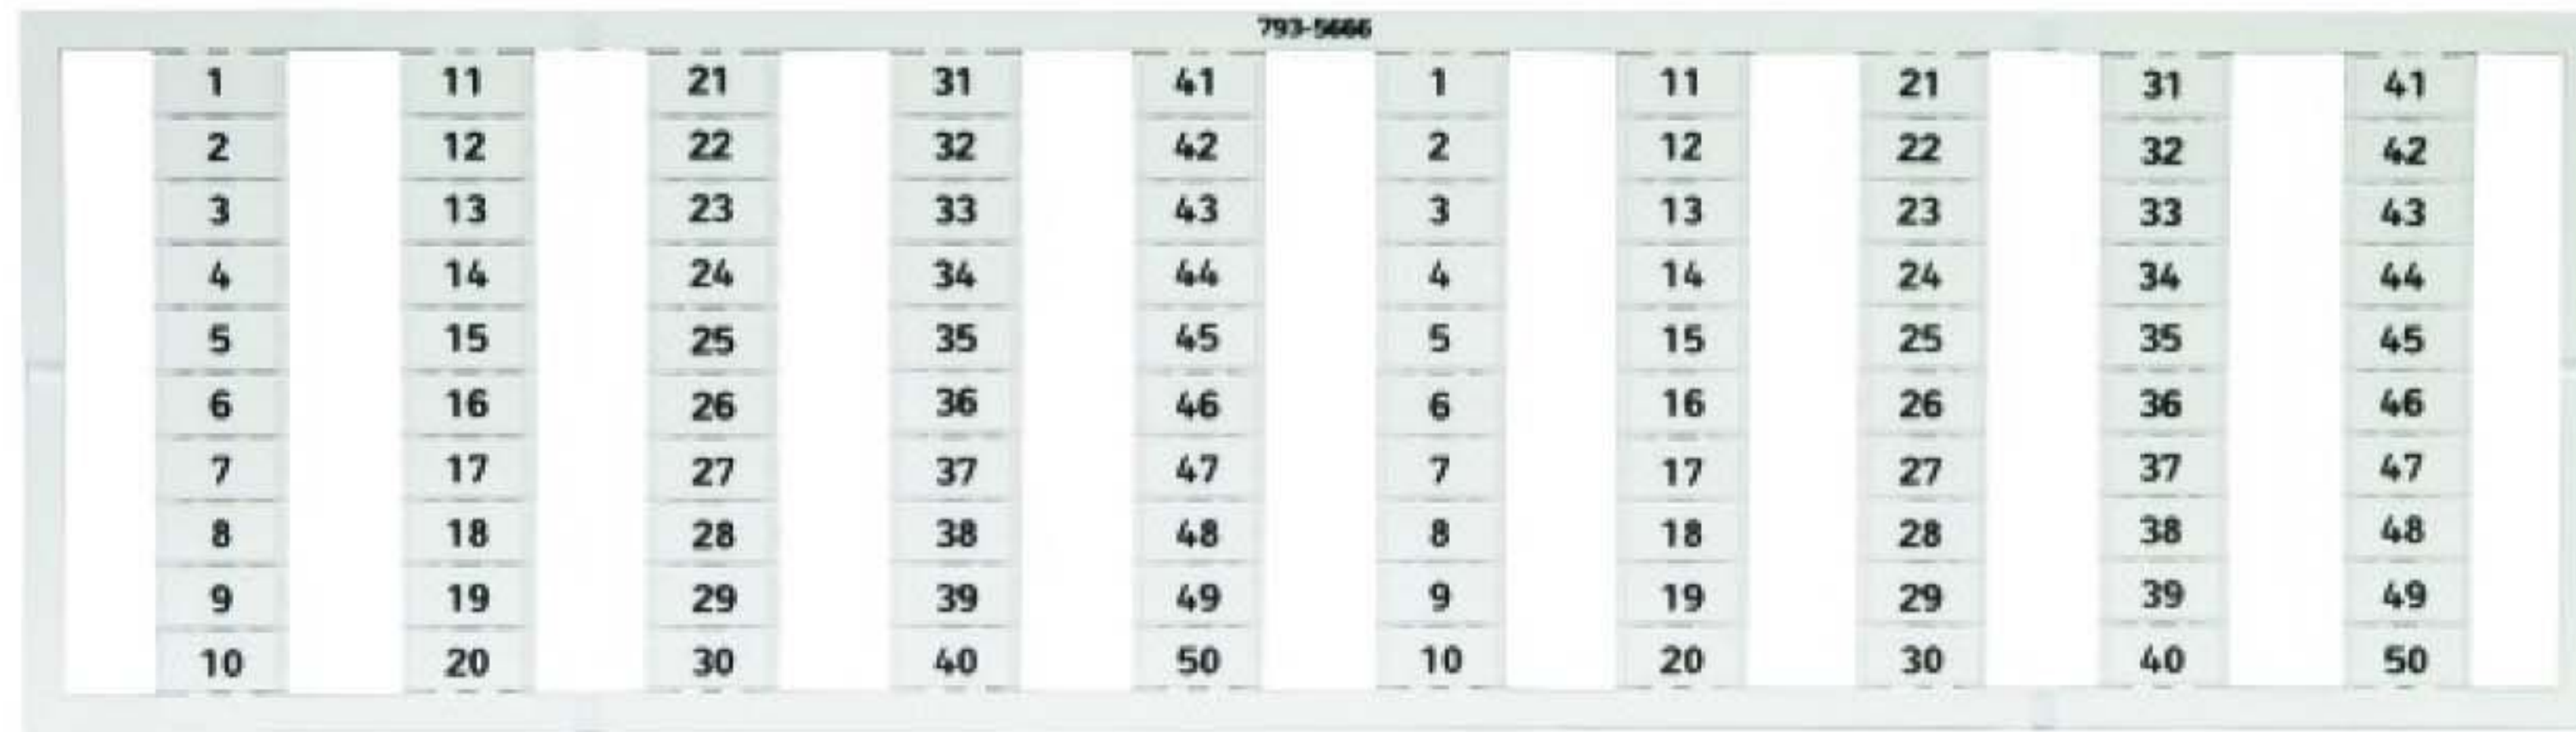 793-5666
1 11 21 31 41 1 11 21 31 41
2 12 22 32 42 2 12 22 32 42
3 13 23 33 43 3 13 23 33 43
4 14 24 34 44 4 14 24 34 44
5 15 25 35 45 5 15 25 35 45
6 16 26 36 46 6 16 26 36 46
7 17 27 37 47 7 17 27 37 47
8 18 28 38 48 8 18 28 38 48
9 19 29 39 49 9 19 29 39 49
10 20 30 40 50 10 20 30 40 50